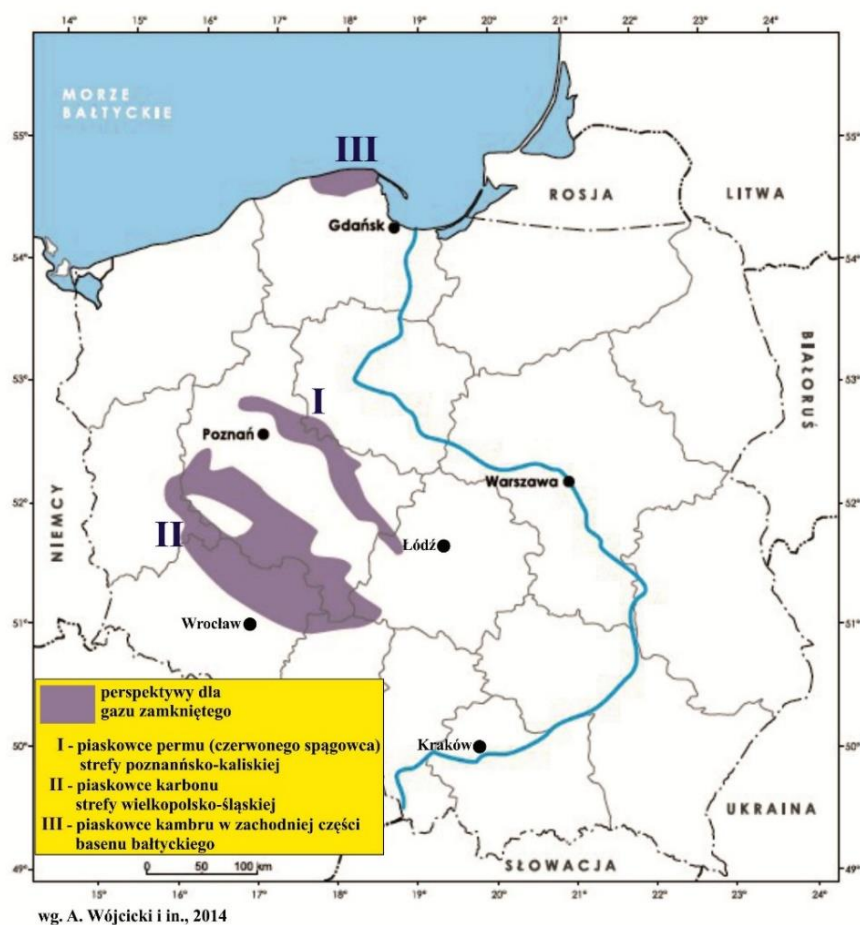 14° 15° 16° 17° 18° 19° 20° 21° 22° 23° 24°
MORZE
BAŁTYCKIE
III
55° 55°
ROSJA
LITWA
Gdańsk
54° 54°
BIAŁORUŚ
53° 53°
I
Poznań
NIEMCY
Warszawa
52° 52°
II
Łódź
Wrocław
51° 51°
perspektywy dla
gazu zamkniętego
I - piaskowce permu (czerwonego spągowca)
strefy poznańsko-kaliskiej
II - piaskowce karbonu
strefy wielkopolsko-śląskiej
III - piaskowce kambru w zachodniej części
basenu bałtyckiego
50° 50°
Kraków
UKRAINA
0 50 100 km
SŁOWACJA
49° 49°
15° 16° 17° 18° 19° 20° 21° 22° 23° 24°
wg. A. Wójcicki i in., 2014